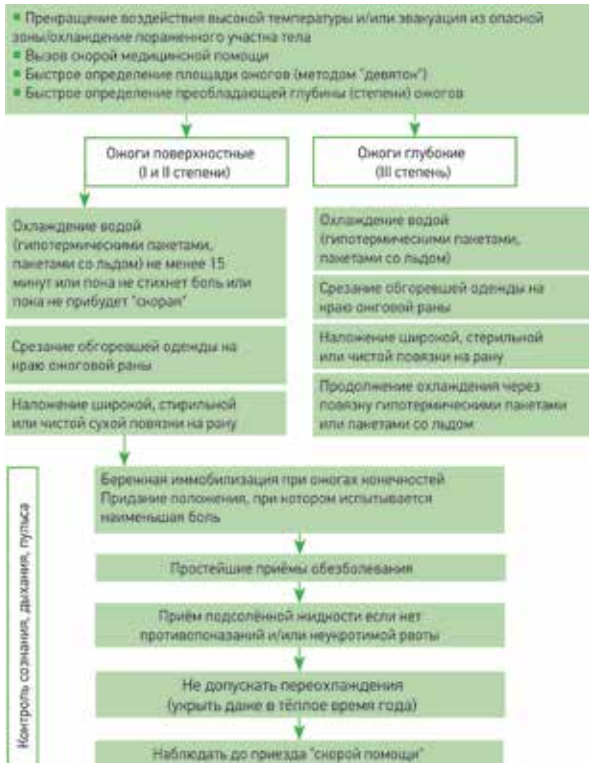 ▪ Прекращение воздействия высокой температуры и/или эвакуация из опасной
зоны/охлаждение пораженного участка тела
▪ Вызов скорой медицинской помощи
▪ Быстрое определение площади ожогов (методом "девяток")
▪ Быстрое определение преобладающей глубины (степени) ожогов
Ожоги поверхностные
(I и II степени)
Охлаждение водой
(гипотермическими пакетами,
пакетами со льдом) не менее 15
минут или пока не стихнет боль или
пока не прибудет "скорая"
Срезание обгоревшей одежды на
краю ожоговой раны
Наложение широкой, стирильной
или чистой сухой повязки на рану
Ожоги глубокие
(III степень)
Охлаждение водой
(гипотермическими пакетами,
пакетами со льдом)
Срезание обгоревшей одежды на
краю онговой раны
Наложение широкой, стерильной
или чистой повязки на рану
Продолжение охлаждения через
повязку гипотермическими пакетами
или пакетами со льдом
Контроль сознания, дыхания, пульса
Бережная иммобилизация при ожогах конечностей
Придание положения, при котором испытывается
наименьшая боль
Простейшие приёмы обезболевания
Приём подсолённой жидкости если нет
противопоказаний и/или неукротимой рвоты
Не допускать переохлаждения
(укрыть даже в тёплое время года)
Наблюдать до приезда "скорой помощи"